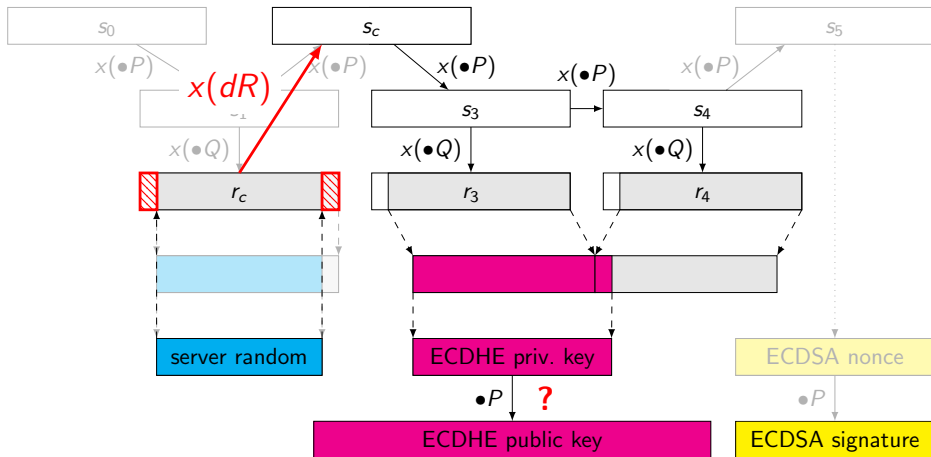 s₀ s_c s₅
x(•P) x(•P) x(•P) x(•P) x(•P)
x(dR)
s₁ s₃ s₄
x(•Q) x(•Q) x(•Q)
r_c r₃ r₄
server random ECDHE priv. key ECDSA nonce
•P ? •P
ECDHE public key ECDSA signature